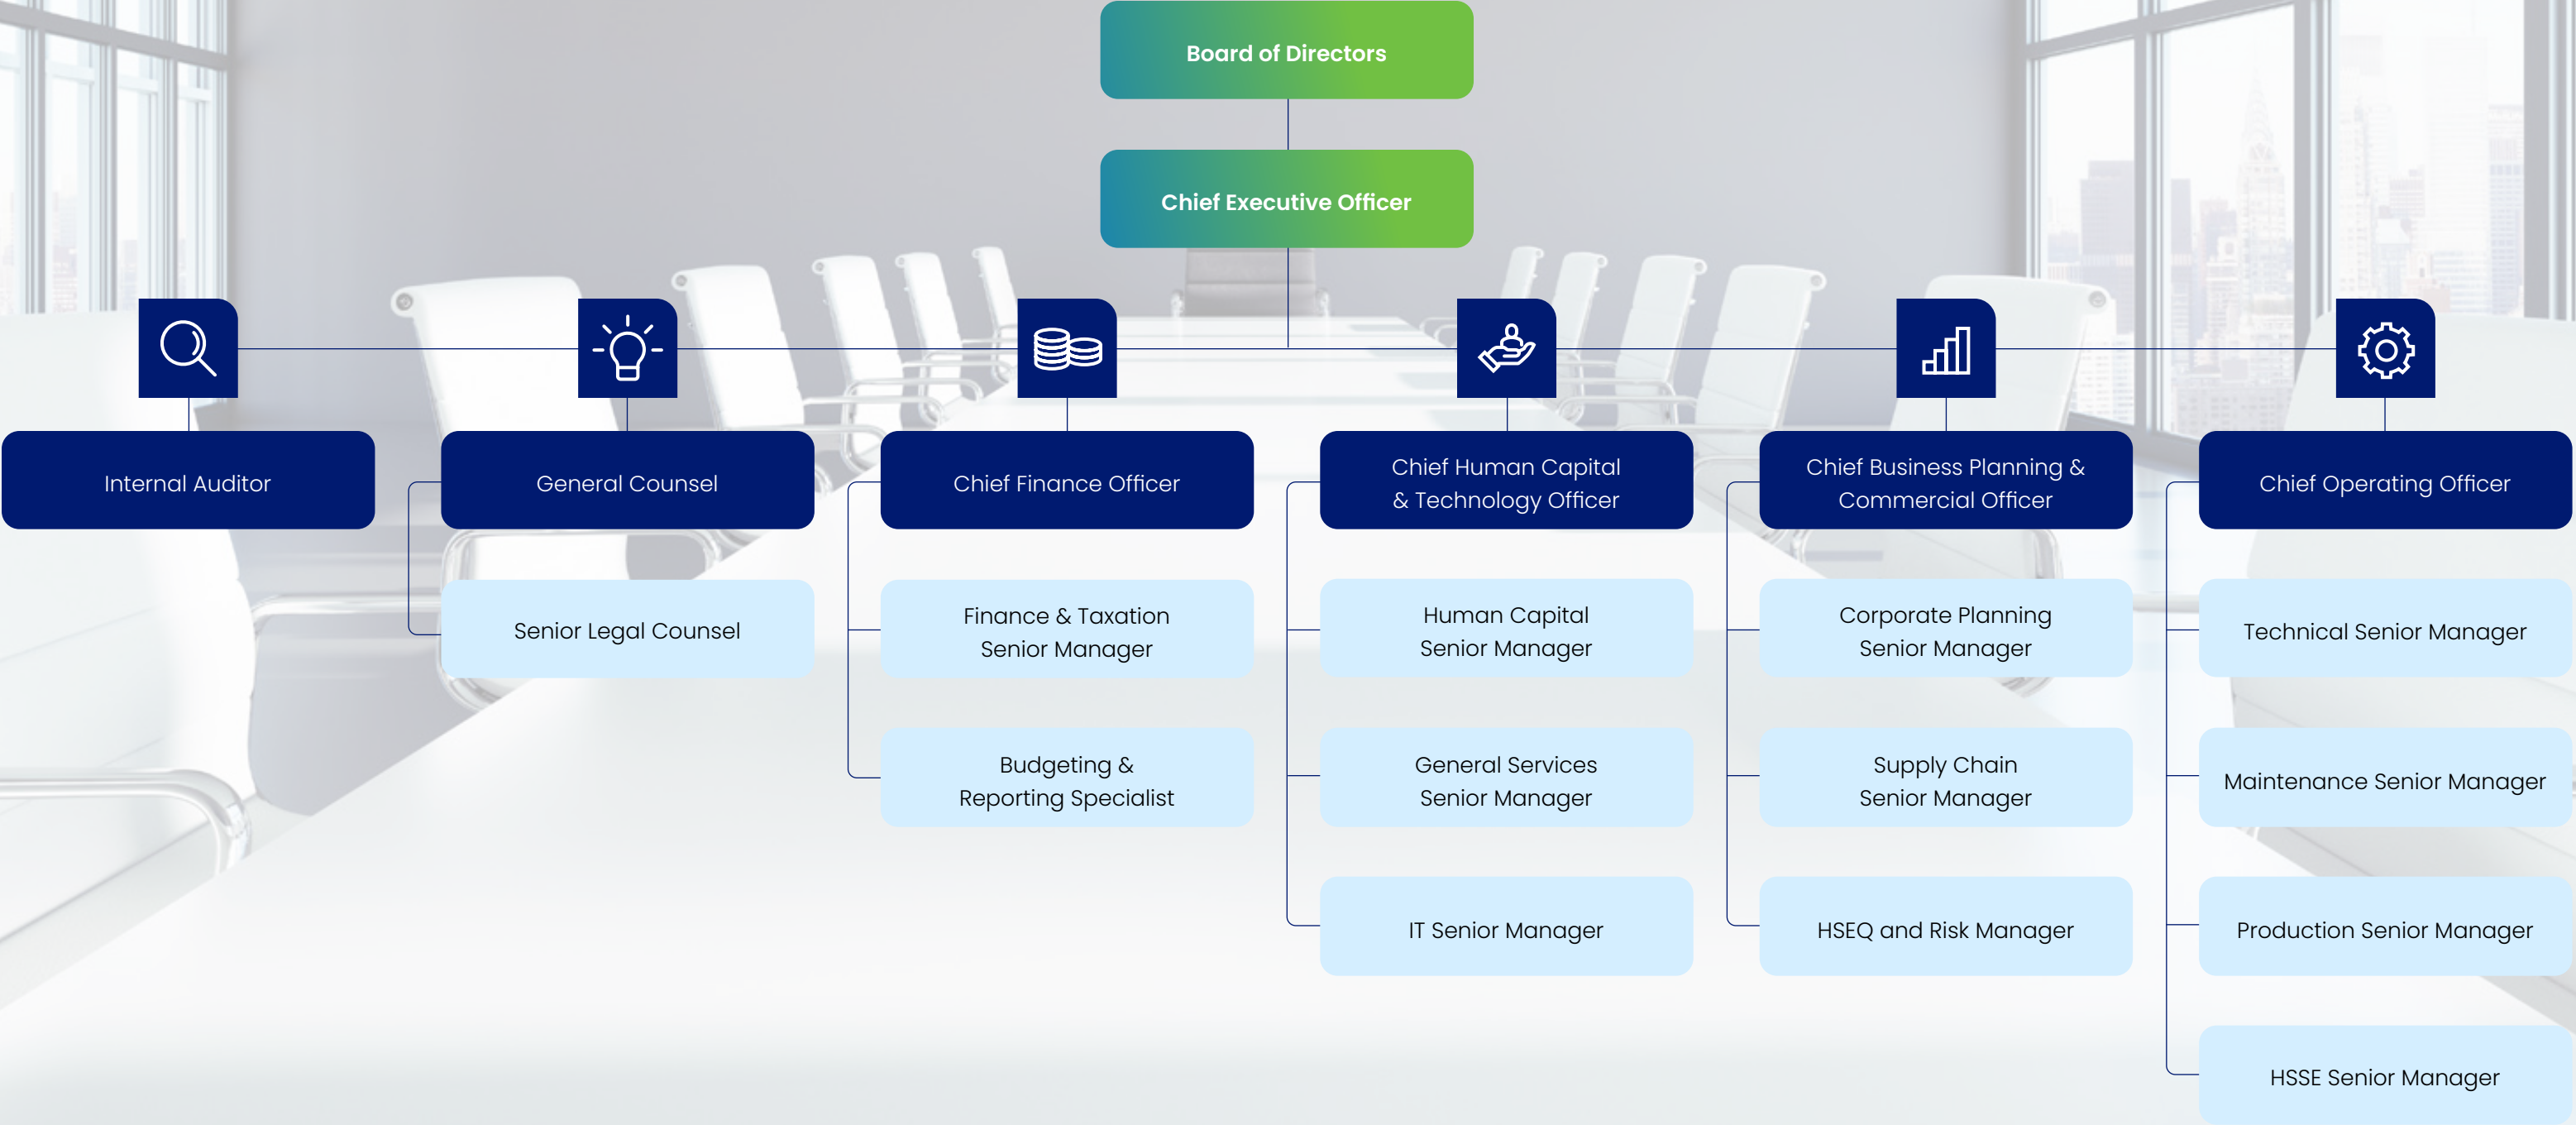 Board of Directors
Chief Executive Officer
Internal Auditor
General Counsel
Chief Finance Officer
Chief Human Capital
& Technology Officer
Chief Business Planning &
Commercial Officer
Chief Operating Officer
Senior Legal Counsel
Finance & Taxation
Senior Manager
Human Capital
Senior Manager
Corporate Planning
Senior Manager
Technical Senior Manager
Budgeting &
Reporting Specialist
General Services
Senior Manager
Supply Chain
Senior Manager
Maintenance Senior Manager
IT Senior Manager
HSEQ and Risk Manager
Production Senior Manager
HSSE Senior Manager